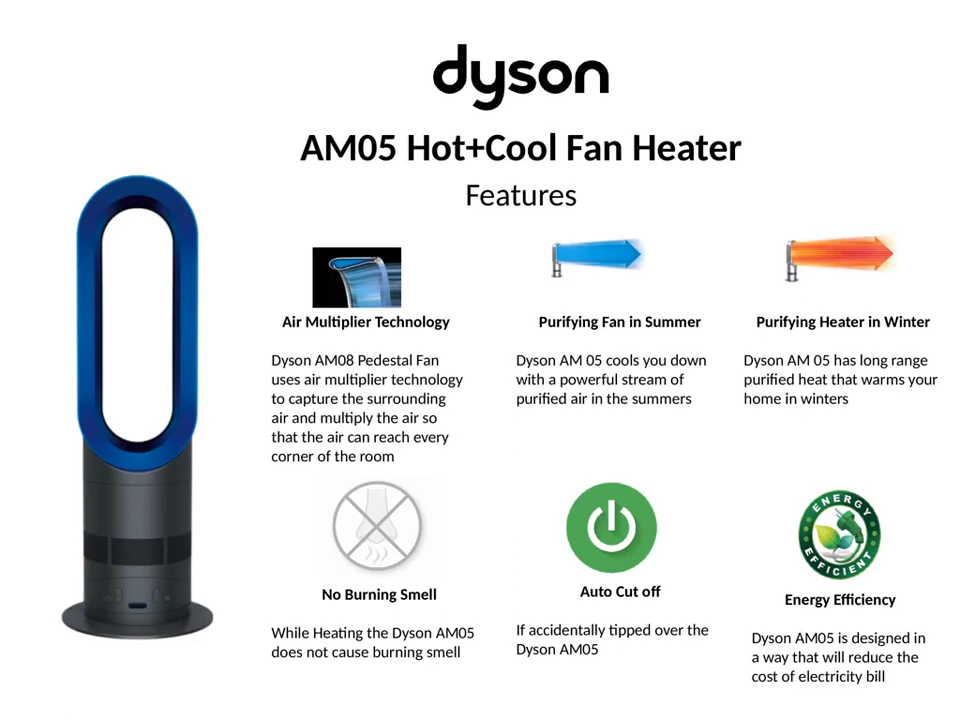 dyson
AM05 Hot+Cool Fan Heater
Features
Air Multiplier Technology
Dyson AM08 Pedestal Fan
uses air multiplier technology
to capture the surrounding
air and multiply the air so
that the air can reach every
corner of the room
Purifying Fan in Summer
Dyson AM 05 cools you down
with a powerful stream of
purified air in the summers
Purifying Heater in Winter
Dyson AM 05 has long range
purified heat that warms your
home in winters
No Burning Smell
While Heating the Dyson AM05
does not cause burning smell
Auto Cut off
If accidentally tipped over the
Dyson AM05
ENERGY
EFFICIENT
Energy Efficiency
Dyson AM05 is designed in
a way that will reduce the
cost of electricity bill